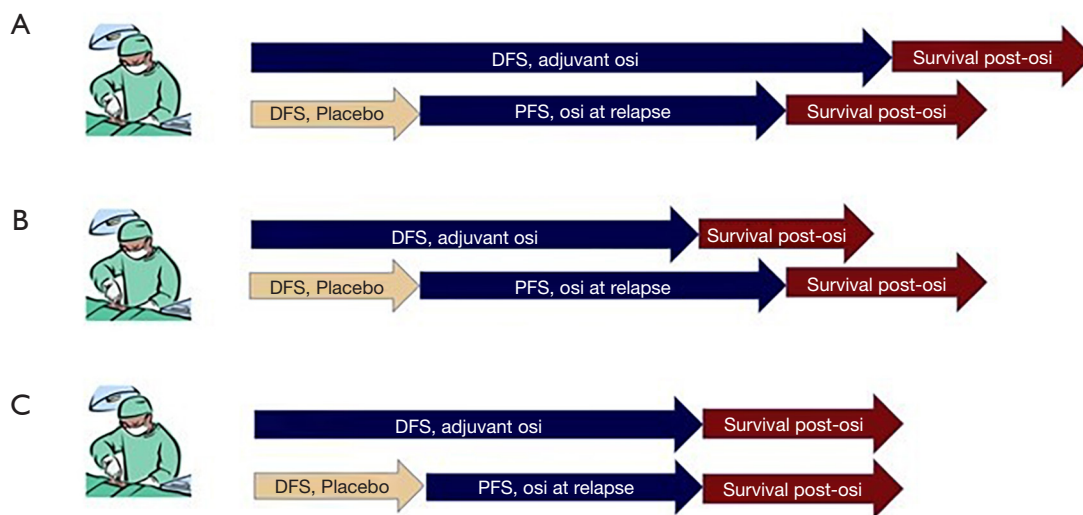 A
DFS, adjuvant osi
Survival post-osi
DFS, Placebo
PFS, osi at relapse
Survival post-osi
B
DFS, adjuvant osi
Survival post-osi
DFS, Placebo
PFS, osi at relapse
Survival post-osi
C
DFS, adjuvant osi
Survival post-osi
DFS, Placebo
PFS, osi at relapse
Survival post-osi